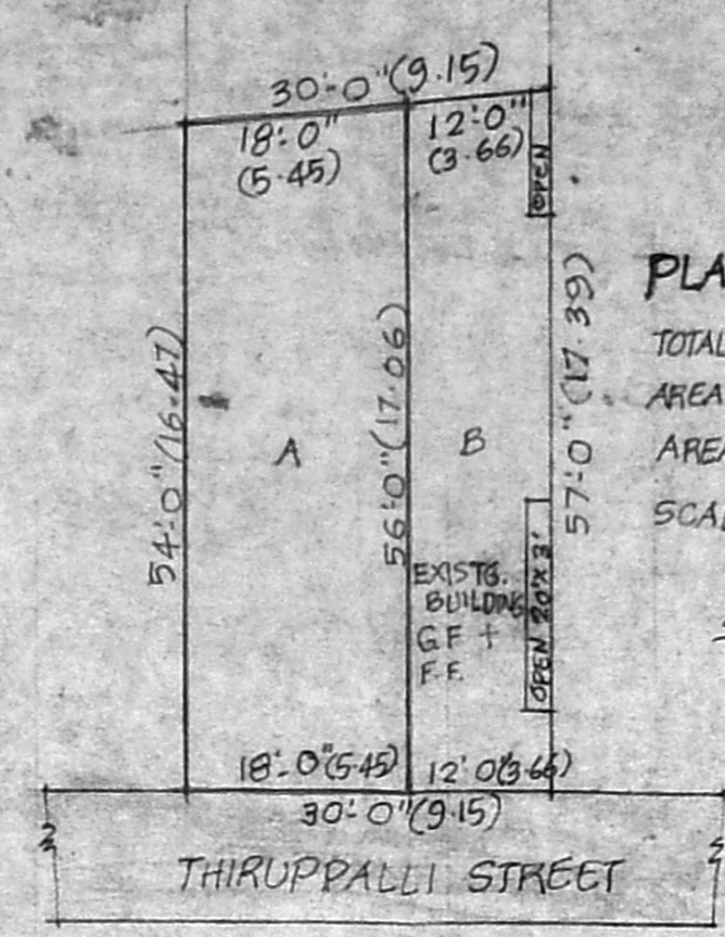 30'-0"(9.15)
18'-0"
(5.45)
12'-0"
(3.66)
OPEN
54'-0"(16.47)
A
56'-0"(17.06)
B
57'-0"(17.39)
PLA
TOTAL
AREA
AREA
SCAL
EXISTG.
BUILDING
G.F +
F.F.
OPEN 20'X 3'
18'-0"(5.45)
12'0"(3.66)
30'-0"(9.15)
THIRUPPALLI STREET